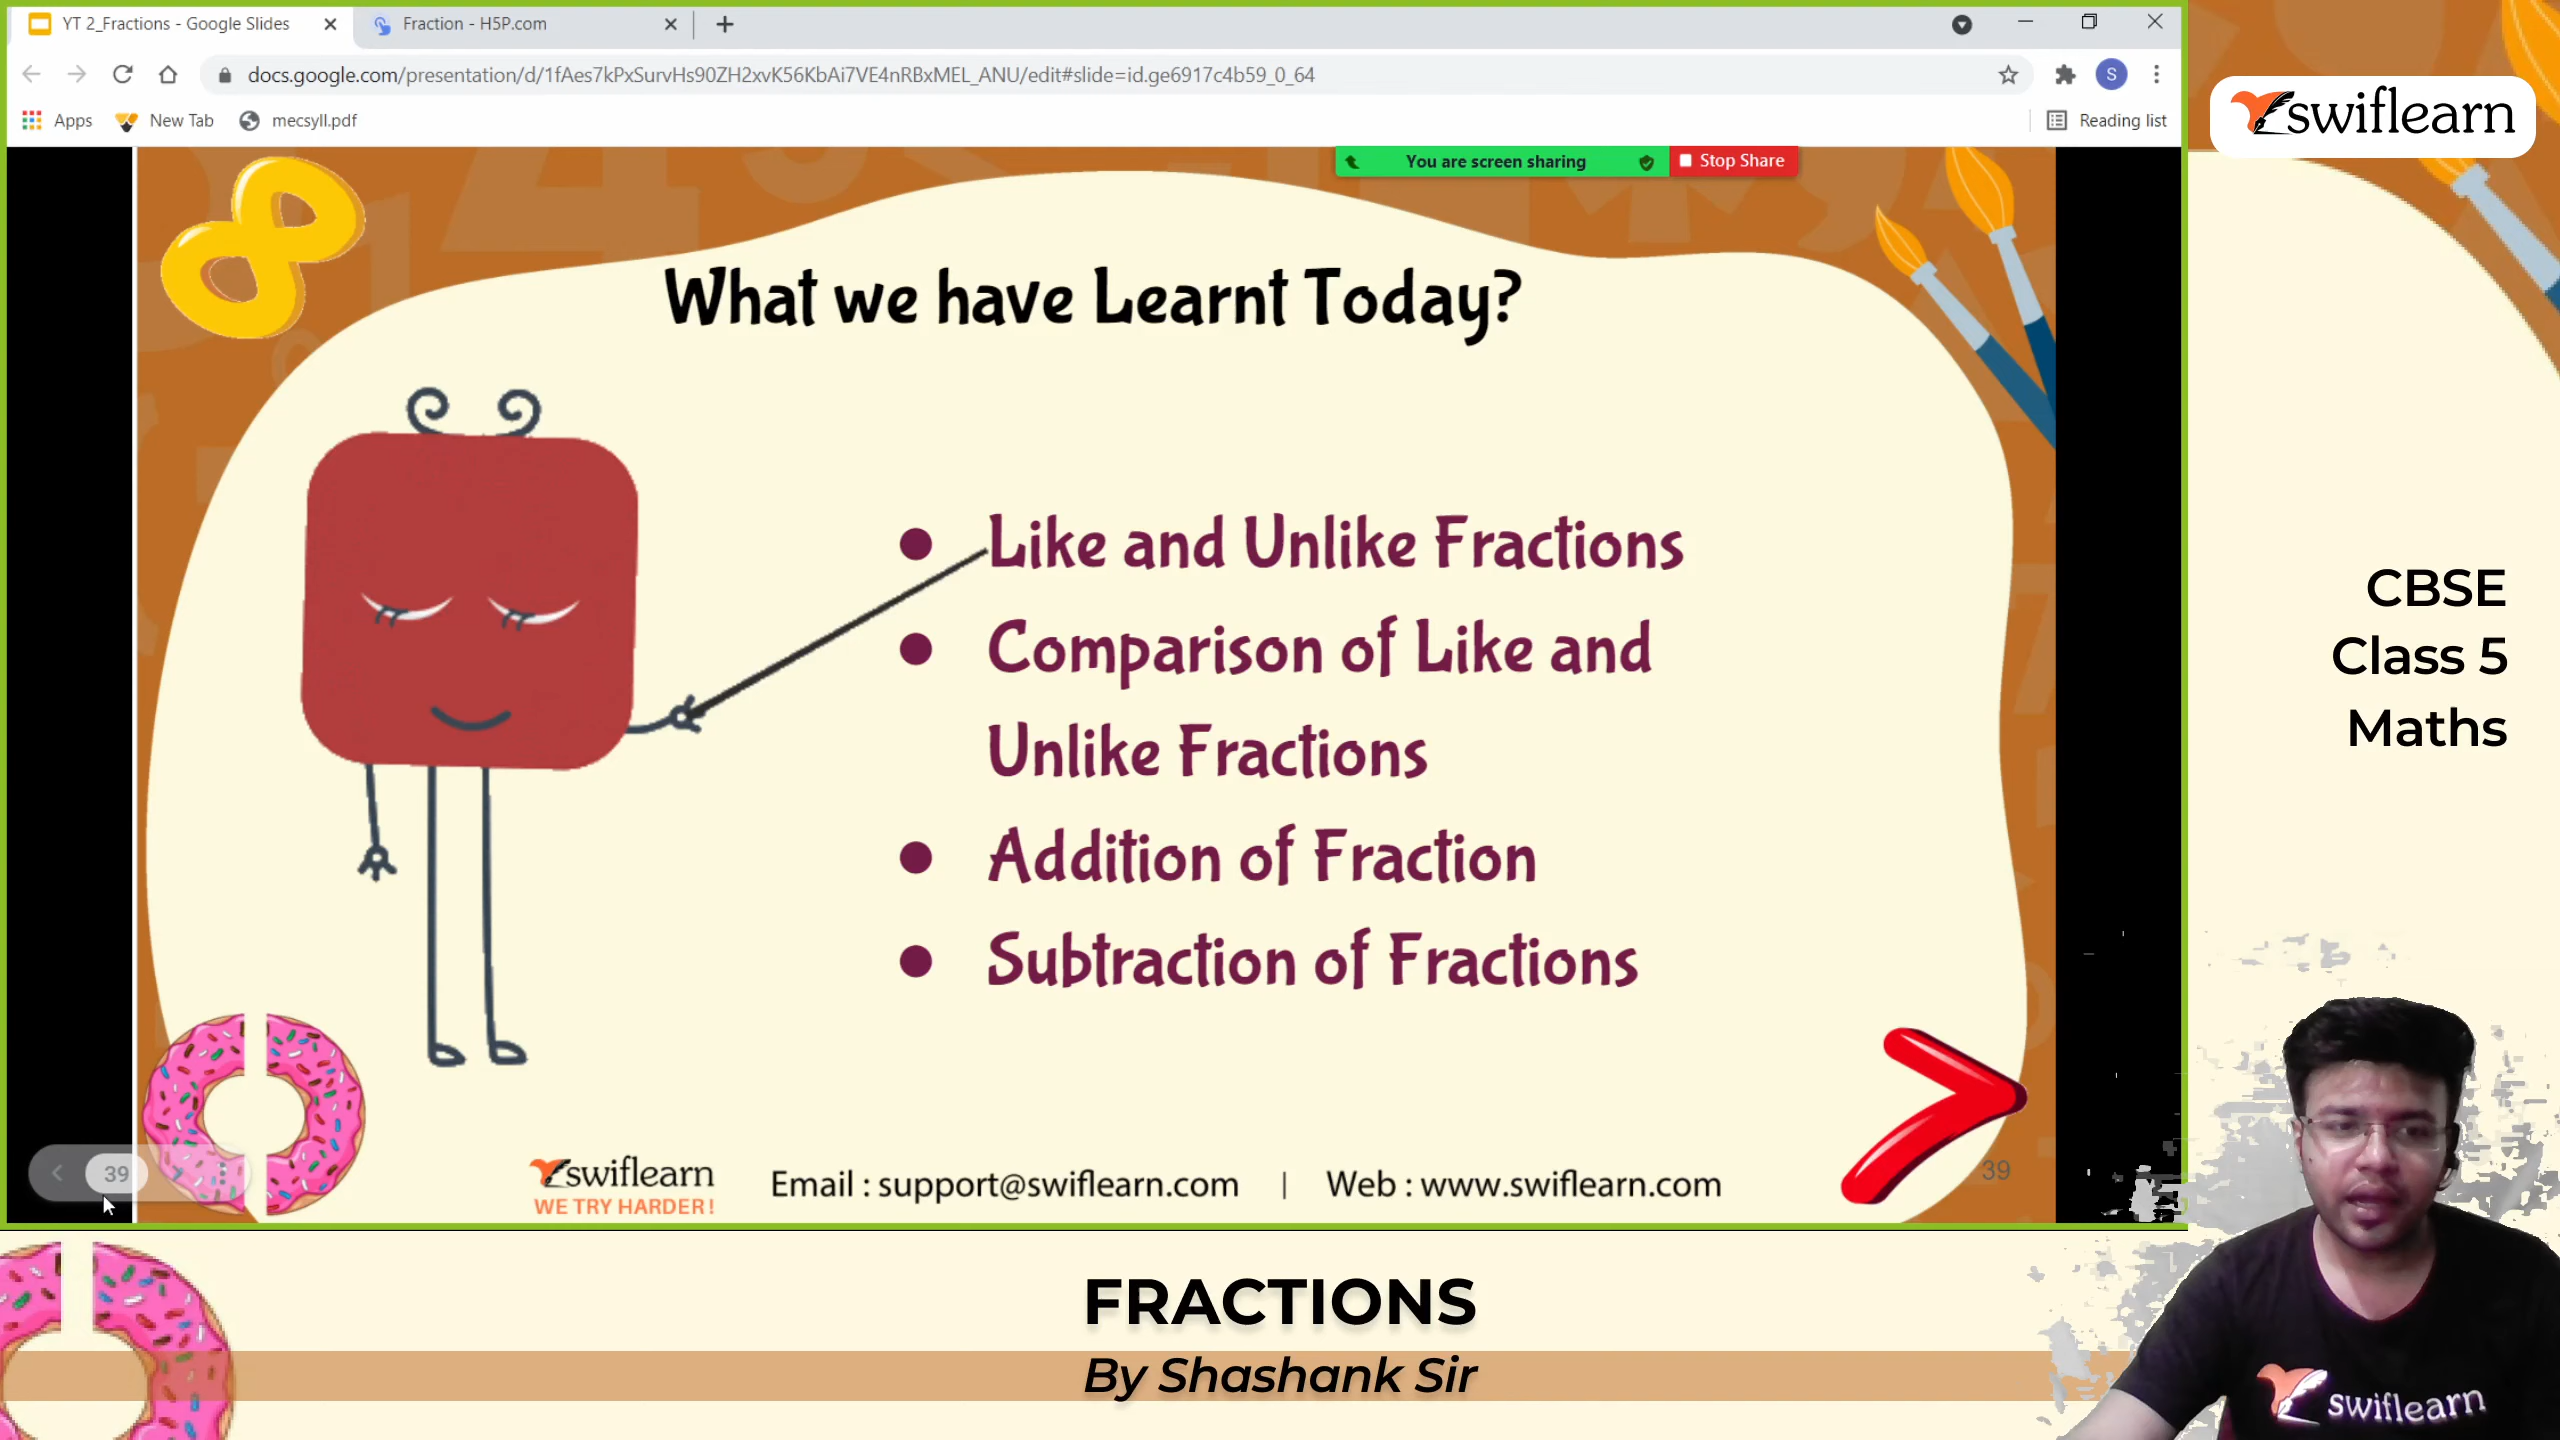 YT 2_Fractions - Google Slides
Fraction - H5P.com
docs.google.com/presentation/d/1fAes7kPxSurvHs90ZH2xvK56KbAi7VE4nRBxMEL_ANU/edit#slide=id.ge6917c4b59_0_64
S
Apps
New Tab
mecsyll.pdf
Reading list
You are screen sharing
Stop Share
swiflearn
8
What we have Learnt Today?
Like and Unlike Fractions
Comparison of Like and
Unlike Fractions
Addition of Fraction
Subtraction of Fractions
CBSE
Class 5
Maths
39
swiflearn
WE TRY HARDER!
Email : support@swiflearn.com | Web : www.swiflearn.com
39
FRACTIONS
By Shashank Sir
swiflearn